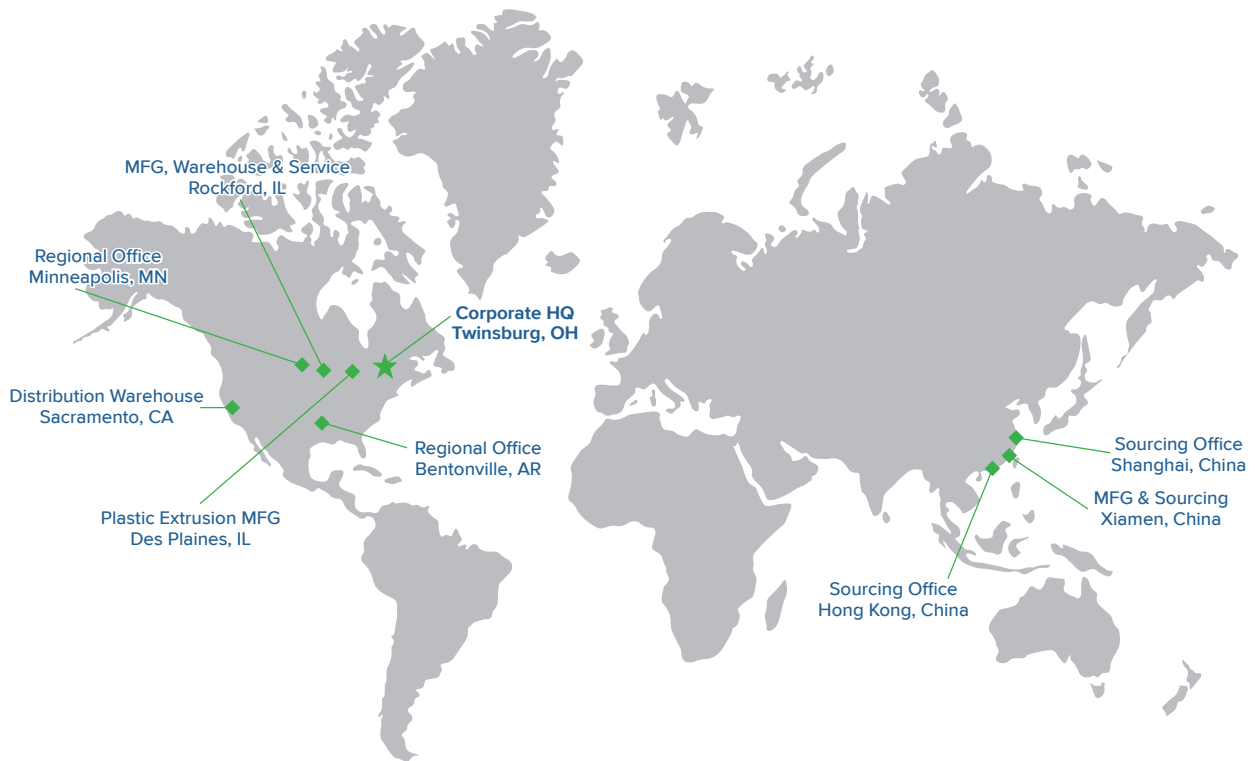 MFG, Warehouse & Service
Rockford, IL
Regional Office
Minneapolis, MN
Corporate HQ
Twinsburg, OH
Distribution Warehouse
Sacramento, CA
Regional Office
Bentonville, AR
Plastic Extrusion MFG
Des Plaines, IL
Sourcing Office
Shanghai, China
MFG & Sourcing
Xiamen, China
Sourcing Office
Hong Kong, China